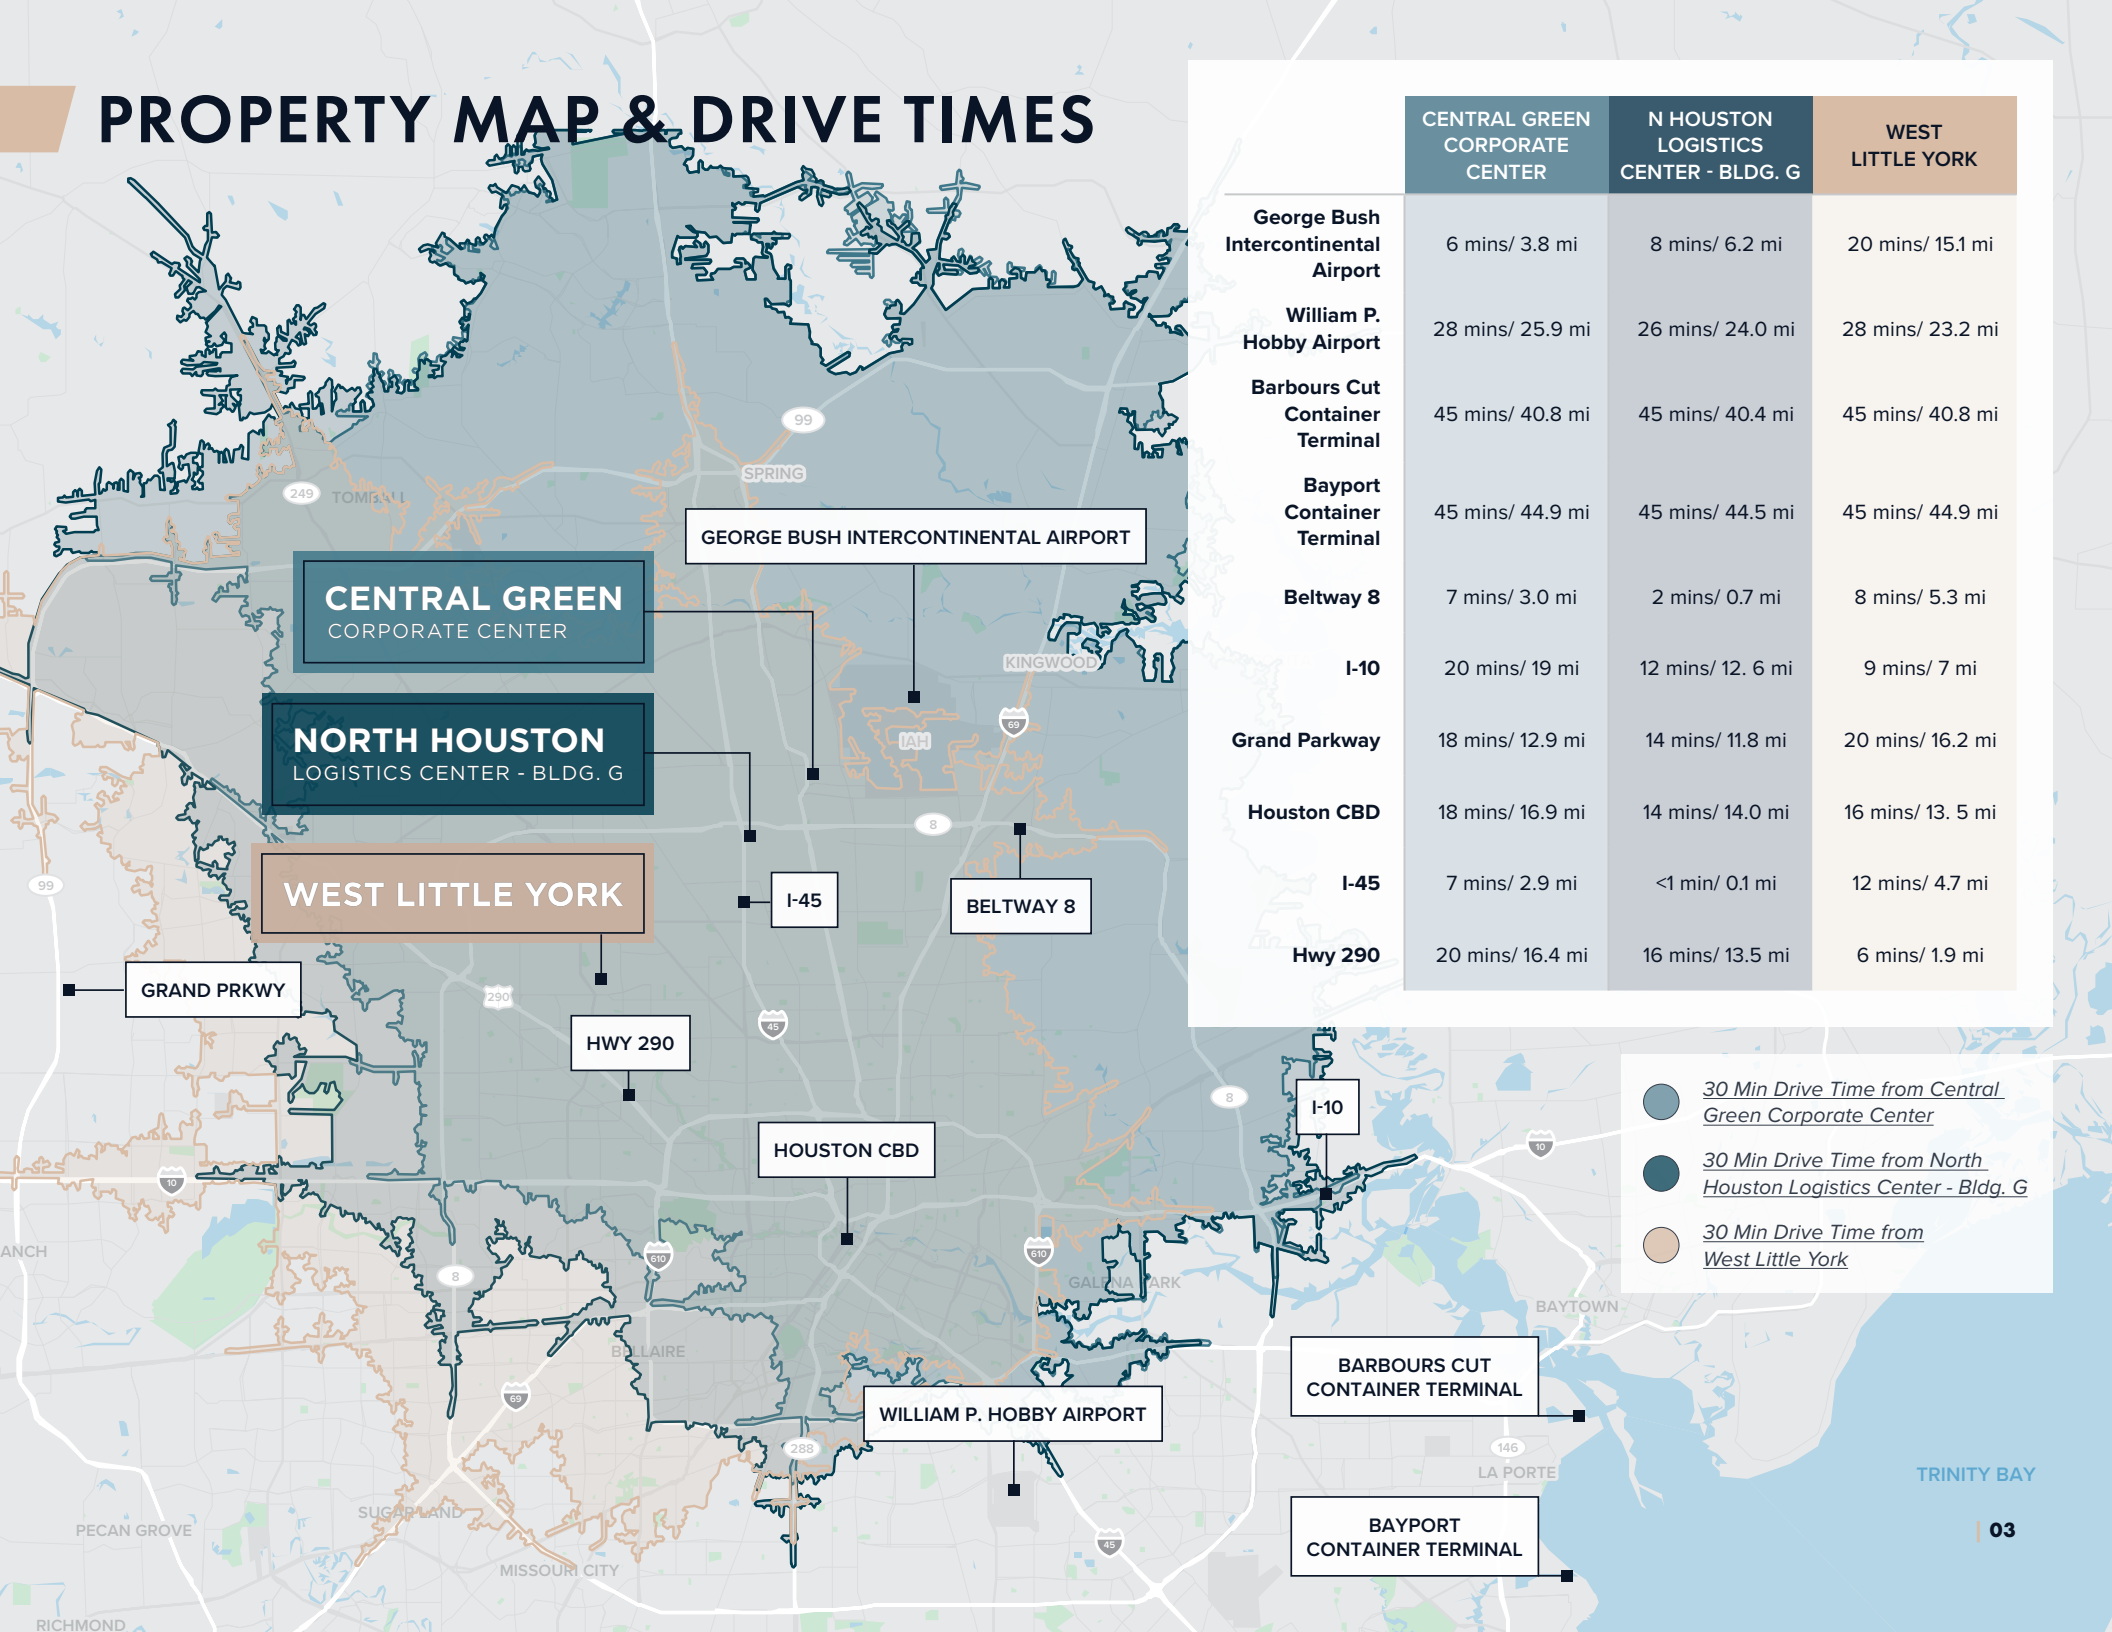 PROPERTY MAP & DRIVE TIMES
CENTRAL GREEN
CORPORATE
CENTER
N HOUSTON
LOGISTICS
CENTER - BLDG. G
WEST
LITTLE YORK
George Bush
Intercontinental
Airport
6 mins/ 3.8 mi
8 mins/ 6.2 mi
20 mins/ 15.1 mi
William P.
Hobby Airport
28 mins/ 25.9 mi
26 mins/ 24.0 mi
28 mins/ 23.2 mi
Barbours Cut
Container
Terminal
45 mins/ 40.8 mi
45 mins/ 40.4 mi
45 mins/ 40.8 mi
Bayport
Container
Terminal
45 mins/ 44.9 mi
45 mins/ 44.5 mi
45 mins/ 44.9 mi
Beltway 8
7 mins/ 3.0 mi
2 mins/ 0.7 mi
8 mins/ 5.3 mi
I-10
20 mins/ 19 mi
12 mins/ 12. 6 mi
9 mins/ 7 mi
Grand Parkway
18 mins/ 12.9 mi
14 mins/ 11.8 mi
20 mins/ 16.2 mi
Houston CBD
18 mins/ 16.9 mi
14 mins/ 14.0 mi
16 mins/ 13. 5 mi
I-45
7 mins/ 2.9 mi
<1 min/ 0.1 mi
12 mins/ 4.7 mi
Hwy 290
20 mins/ 16.4 mi
16 mins/ 13.5 mi
6 mins/ 1.9 mi
99
SPRING
249
TOMBALL
GEORGE BUSH INTERCONTINENTAL AIRPORT
CENTRAL GREEN
CORPORATE CENTER
KINGWOOD
69
IAH
NORTH HOUSTON
LOGISTICS CENTER - BLDG. G
8
WEST LITTLE YORK
99
I-45
BELTWAY 8
GRAND PRKWY
290
45
HWY 290
8
I-10
HOUSTON CBD
10
10
ANCH
610
610
8
GALENA PARK
BELLAIRE
69
WILLIAM P. HOBBY AIRPORT
288
SUGAR LAND
PECAN GROVE
MISSOURI CITY
RICHMOND
45
30 Min Drive Time from Central
Green Corporate Center
30 Min Drive Time from North
Houston Logistics Center - Bldg. G
30 Min Drive Time from
West Little York
BAYTOWN
BARBOURS CUT
CONTAINER TERMINAL
146
LA PORTE
TRINITY BAY
BAYPORT
CONTAINER TERMINAL
03